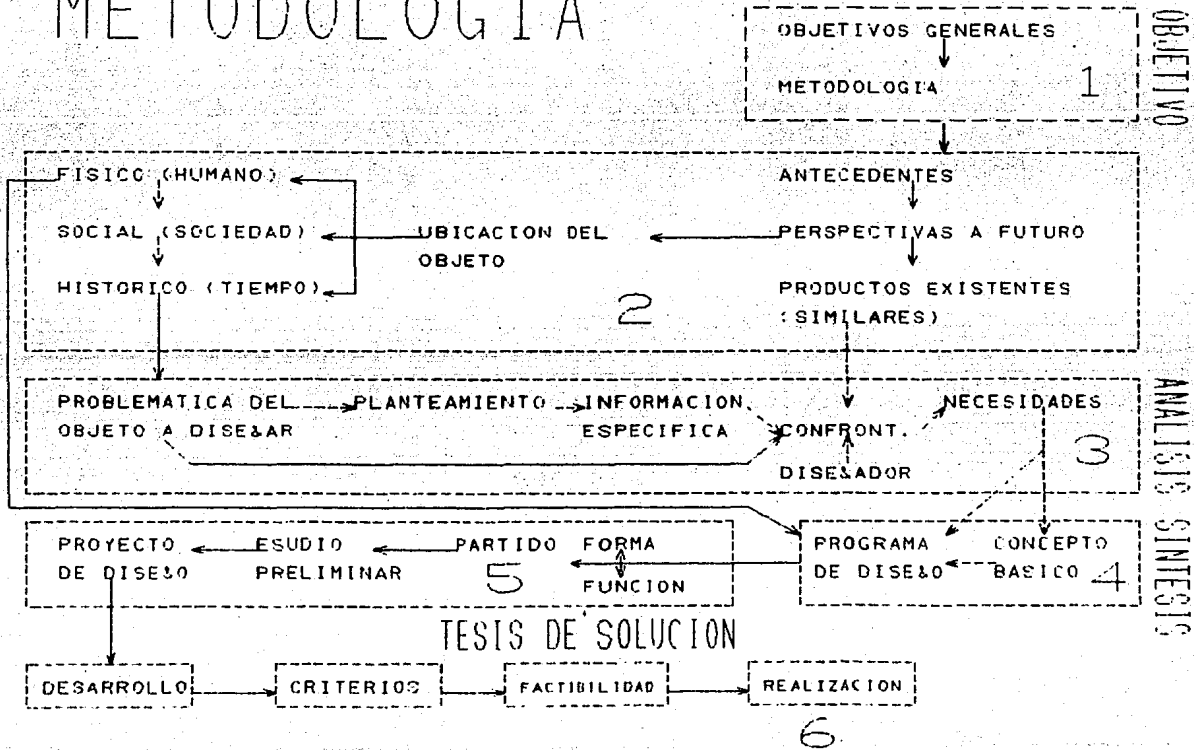 METODOLOGIA
OBJETIVOS GENERALES
METODOLOGIA
1
OBJETIVO
FISICO (HUMANO)
SOCIAL (SOCIEDAD)
HISTORICO (TIEMPO)
UBICACION DEL
OBJETO
ANTECEDENTES
PERSPECTIVAS A FUTURO
PRODUCTOS EXISTENTES
(SIMILARES)
2
PROBLEMATICA DEL
OBJETO A DISE&AR
PLANTEAMIENTO
INFORMACION
ESPECIFICA
CONFRONT.
DISE&ADOR
NECESIDADES
3
ANALISIS
PROYECTO
DE DISE&O
ESUDIO
PRELIMINAR
PARTIDO
5
FORMA
FUNCION
PROGRAMA
DE DISE&O
CONCEPTO
BASICO
4
SINTESIS
TESIS DE SOLUCION
DESARROLLO
CRITERIOS
FACTIBILIDAD
REALIZACION
6